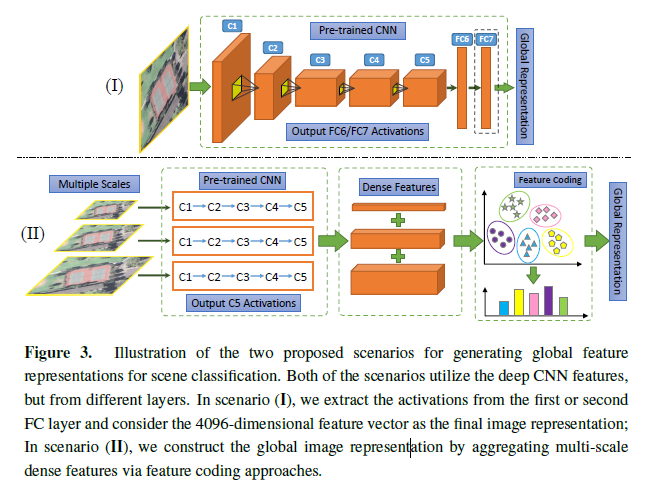 (I)
C1
C2
C3
C4
C5
Pre-trained CNN
FC6
FC7
Output FC6/FC7 Activations
Global Representation
(II)
Multiple Scales
Pre-trained CNN
C1 → C2 → C3 → C4 → C5
C1 → C2 → C3 → C4 → C5
C1 → C2 → C3 → C4 → C5
Output C5 Activations
Dense Features
Feature Coding
Global Representation
Figure 3. Illustration of the two proposed scenarios for generating global feature
representations for scene classification. Both of the scenarios utilize the deep CNN features,
but from different layers. In scenario (I), we extract the activations from the first or second
FC layer and consider the 4096-dimensional feature vector as the final image representation;
In scenario (II), we construct the global image representation by aggregating multi-scale
dense features via feature coding approaches.